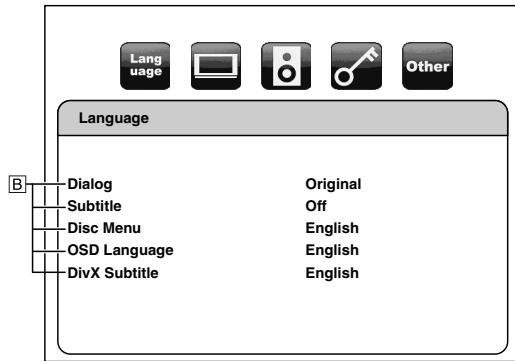 Lang
uage
Other
Language
B
Dialog Original
Subtitle Off
Disc Menu English
OSD Language English
DivX Subtitle English